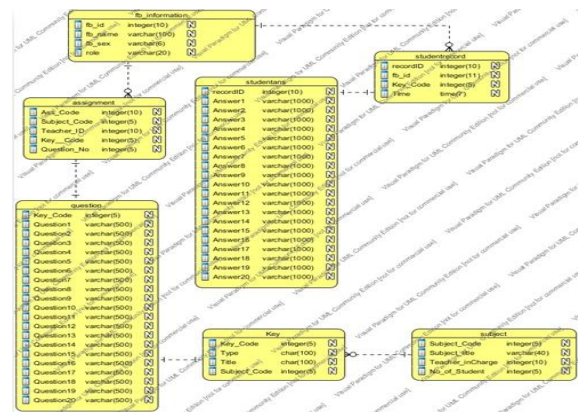 fb_information
fb_id integer(10) N
fb_name varchar(100) N
fb_sex varchar(6) N
role varchar(20) N
studentrecord
recordID integer(10) N
fb_id integer(11) N
Key_Code integer(5) N
Time N
assignment
Ass_Code integer(10) N
Subject_Code integer(5) N
Teacher_ID integer(10) N
Key_Code integer(5) N
Question_No integer(5) N
studentans
recordID integer(10) N
Answer1 varchar(1000) N
Answer2 varchar(1000) N
Answer3 varchar(1000) N
Answer4 varchar(1000) N
Answer5 varchar(1000) N
Answer6 varchar(1000) N
Answer7 varchar(1000) N
Answer8 varchar(1000) N
Answer9 varchar(1000) N
Answer10 varchar(1000) N
Answer11 varchar(1000) N
Answer12 varchar(1000) N
Answer13 varchar(1000) N
Answer14 varchar(1000) N
Answer15 varchar(1000) N
Answer16 varchar(1000) N
Answer17 varchar(1000) N
Answer18 varchar(1000) N
Answer19 varchar(1000) N
Answer20 varchar(1000) N
question
Key_Code integer(5) N
Question1 varchar(500) N
Question2 varchar(500) N
Question3 varchar(500) N
Question4 varchar(500) N
Question5 varchar(500) N
Question6 varchar(500) N
Question7 varchar(500) N
Question8 varchar(500) N
Question9 varchar(500) N
Question10 varchar(500) N
Question11 varchar(500) N
Question12 varchar(500) N
Question13 varchar(500) N
Question14 varchar(500) N
Question15 varchar(500) N
Question16 varchar(500) N
Question17 varchar(500) N
Question18 varchar(500) N
Question19 varchar(500) N
Question20 varchar(500) N
Key
Key_Code integer(5) N
Type char(100) N
Title char(100) N
Subject_Code integer(5) N
subject
Subject_Code integer(5) N
Subject_title varchar(40) N
Teacher_inCharge integer(10) N
No_of_Student integer(5) N
Visual Paradigm for UML Community Edition [not for commercial use]